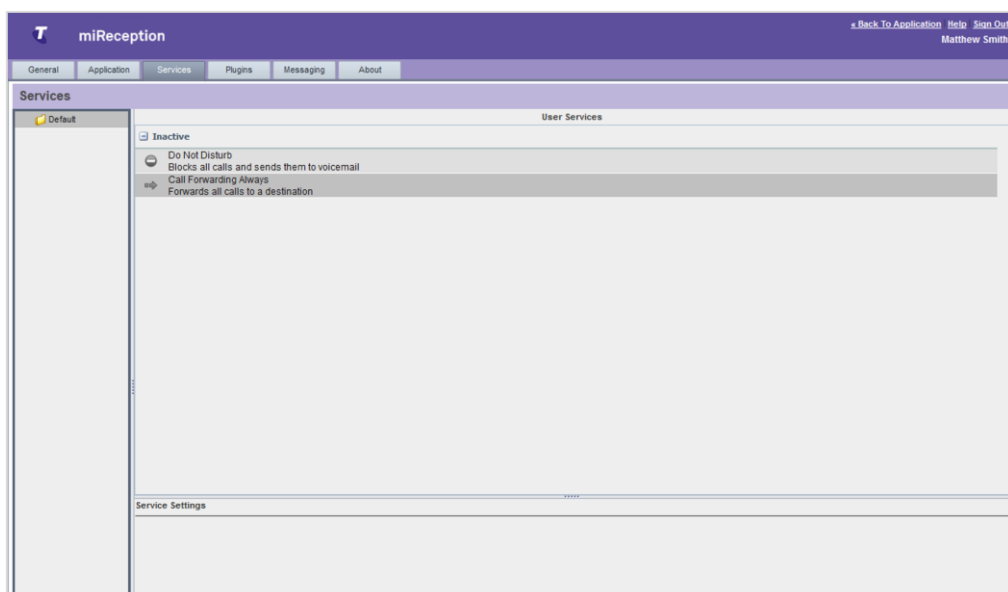 « Back To Application Help Sign Out
T miReception
Matthew Smith
General Application Services Plugins Messaging About
Services
Default
User Services
Inactive
Do Not Disturb
Blocks all calls and sends them to voicemail
Call Forwarding Always
Forwards all calls to a destination
Service Settings